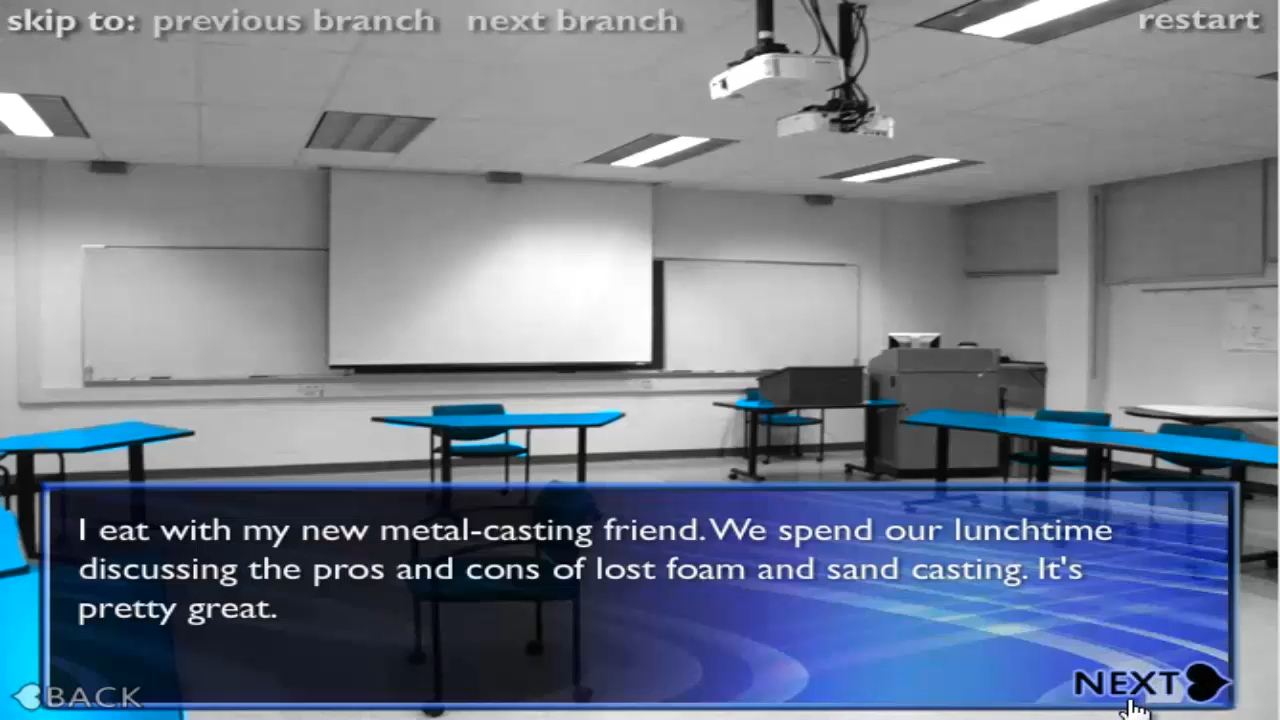 skip to: previous branch next branch restart
I eat with my new metal-casting friend. We spend our lunchtime
discussing the pros and cons of lost foam and sand casting. It's
pretty great.
BACK NEXT